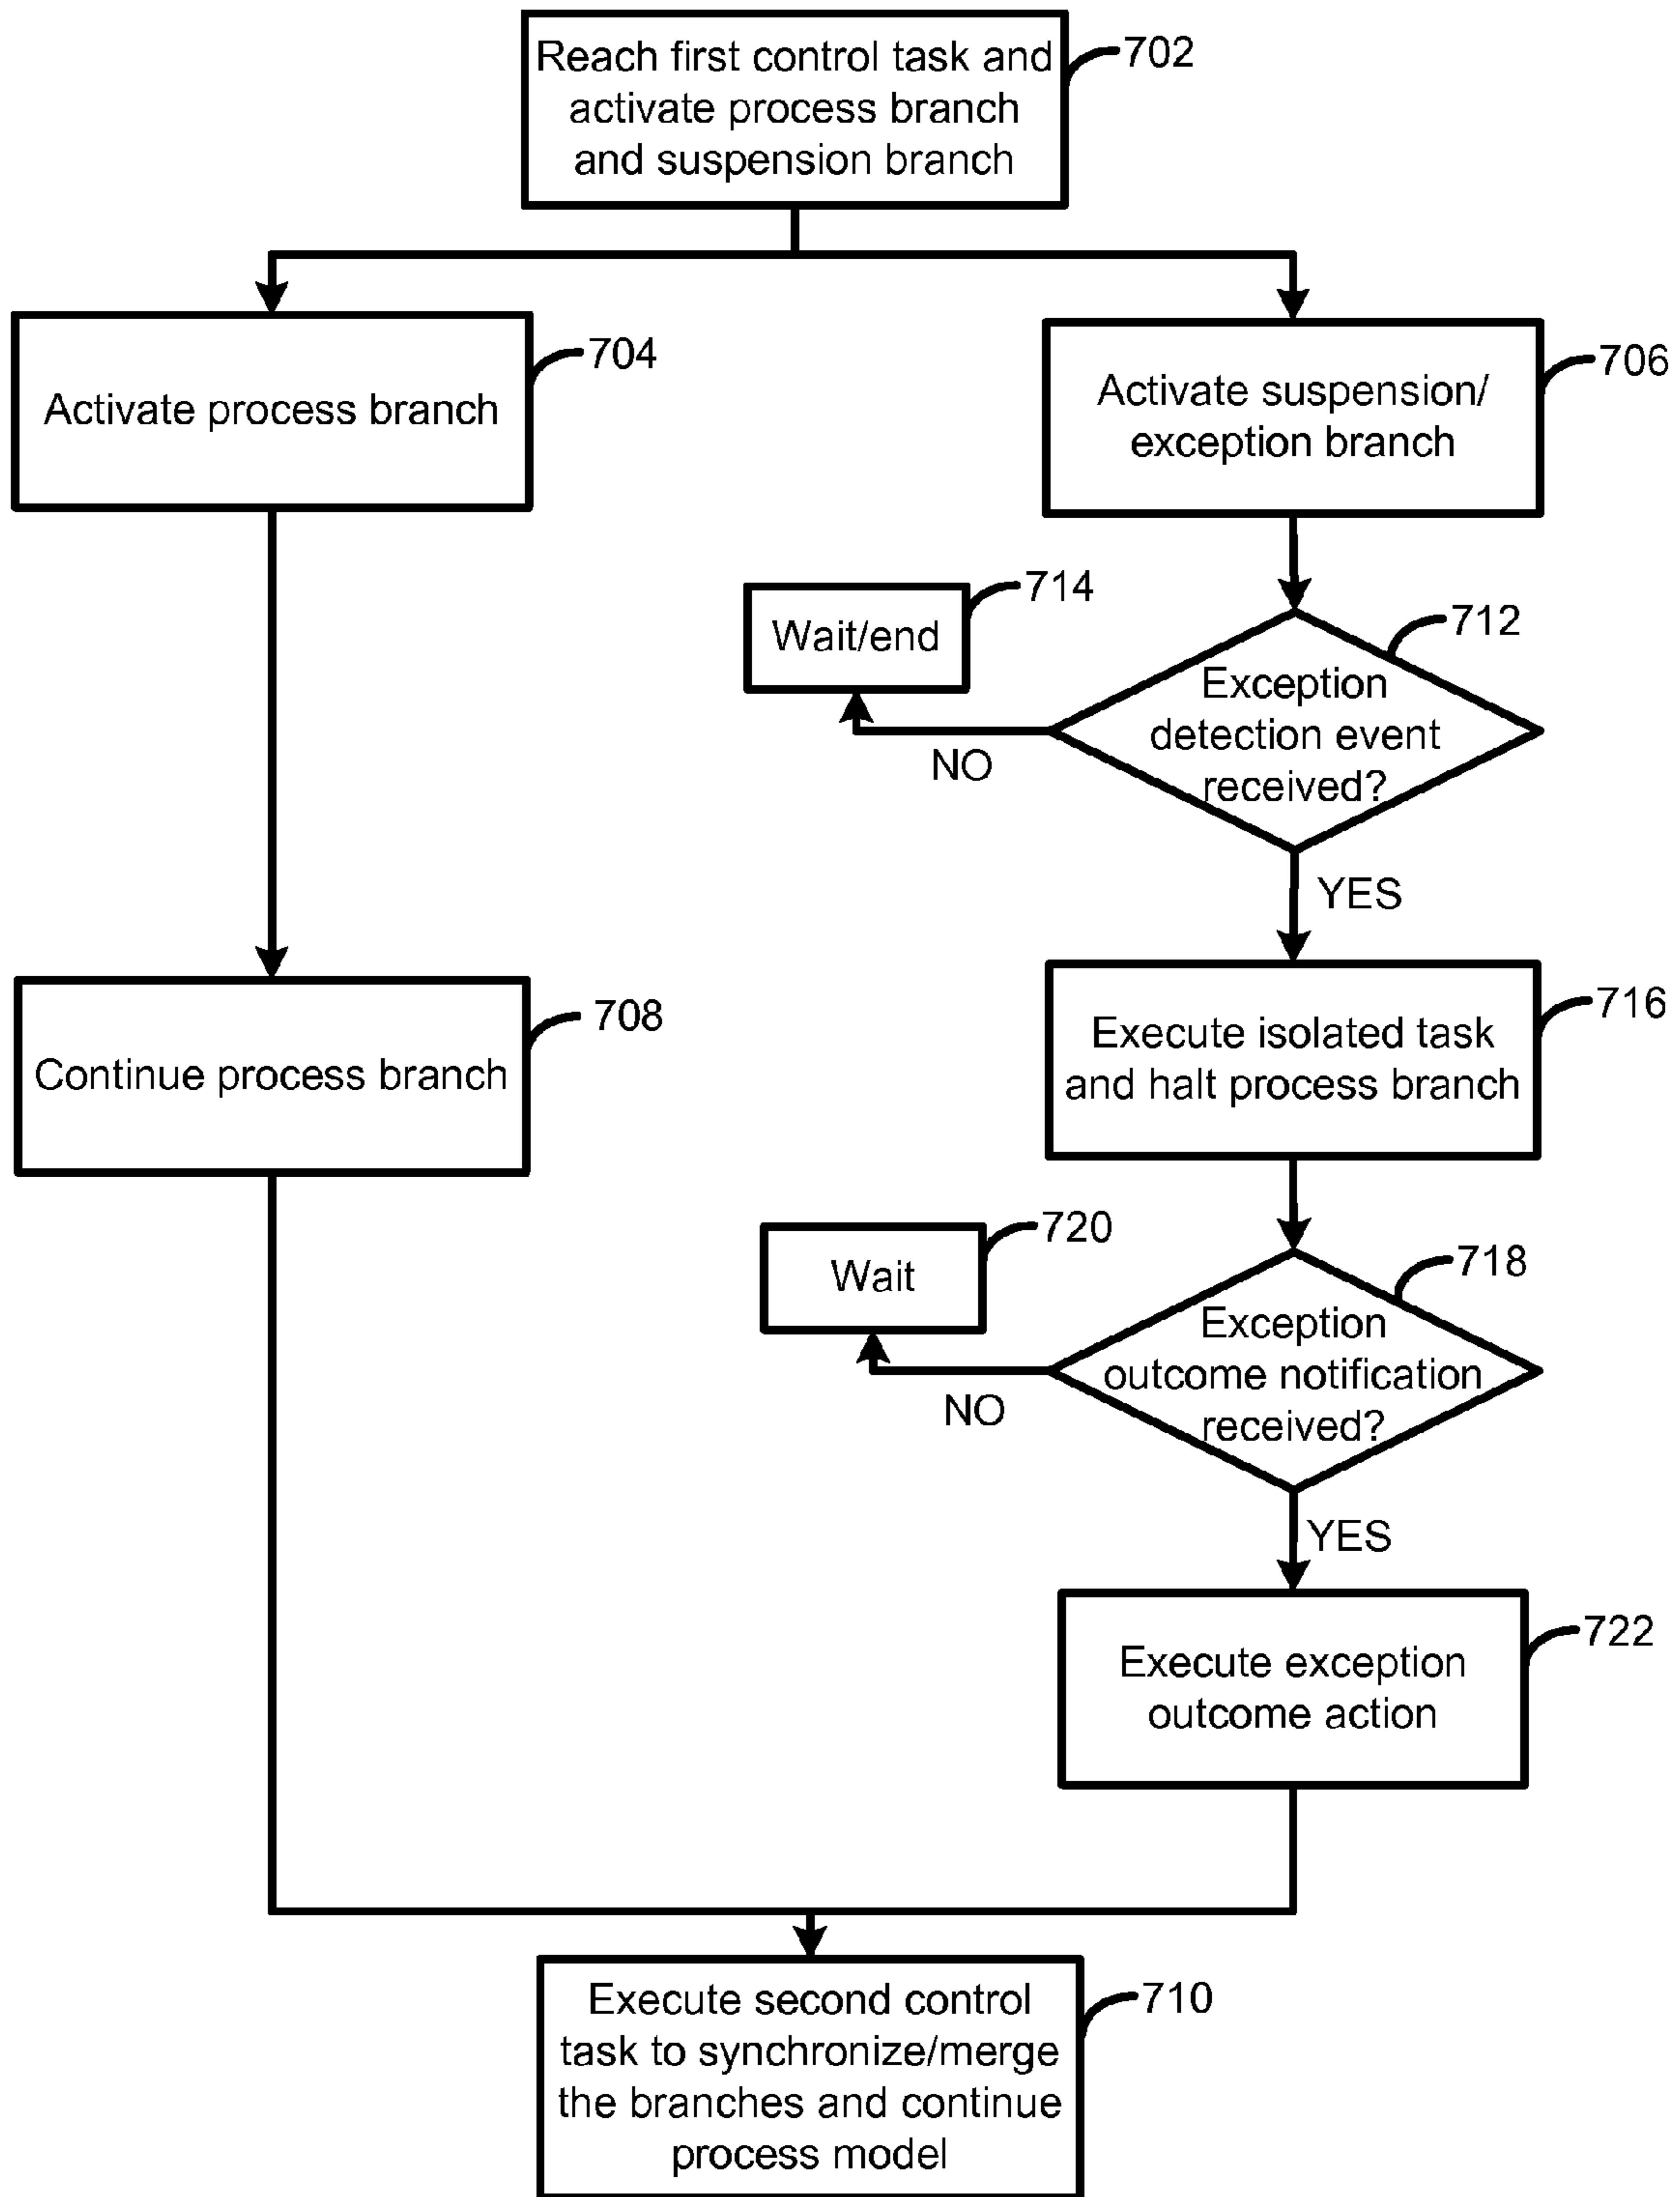 Reach first control task and
activate process branch
and suspension branch
702
Activate process branch
704
Activate suspension/
exception branch
706
Wait/end
714
Exception
detection event
received?
712
NO
YES
Continue process branch
708
Execute isolated task
and halt process branch
716
Wait
720
Exception
outcome notification
received?
718
NO
YES
Execute exception
outcome action
722
Execute second control
task to synchronize/merge
the branches and continue
process model
710